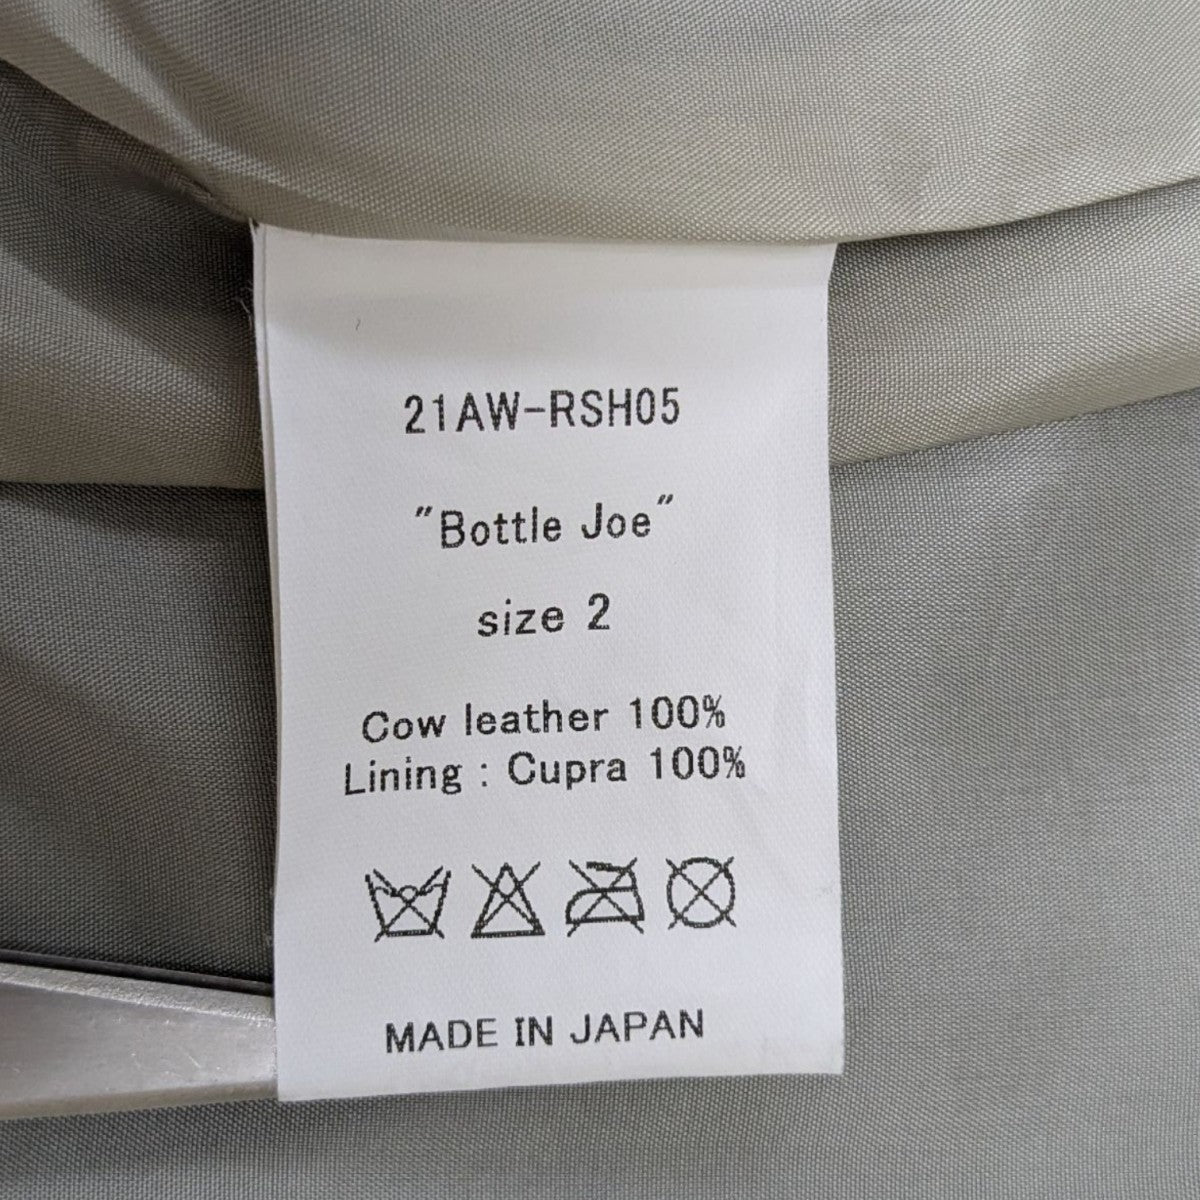 21AW-RSH05
"Bottle Joe"
size 2
Cow leather 100%
Lining : Cupra 100%
MADE IN JAPAN